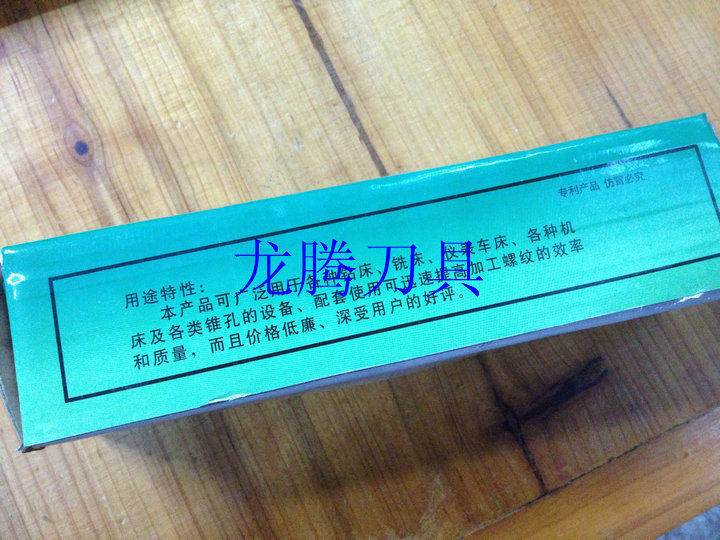 专利产品 仿冒必究
用途特性：
本产品可广泛用于各种钻床、铣床、仪表车床、各种机
床及各类锥孔的设备、配套使用可迅速提高加工螺纹的效率
和质量，而且价格低廉、深受用户的好评。
龙腾刀具